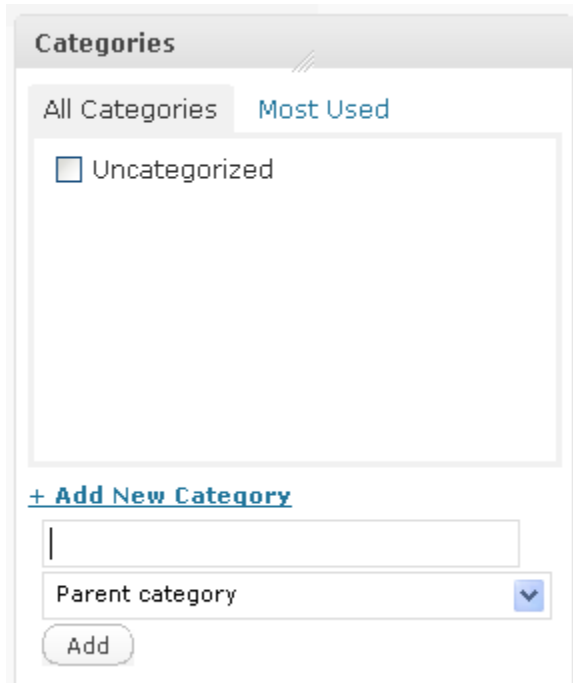 Categories
All Categories Most Used
Uncategorized
+ Add New Category
Parent category
Add